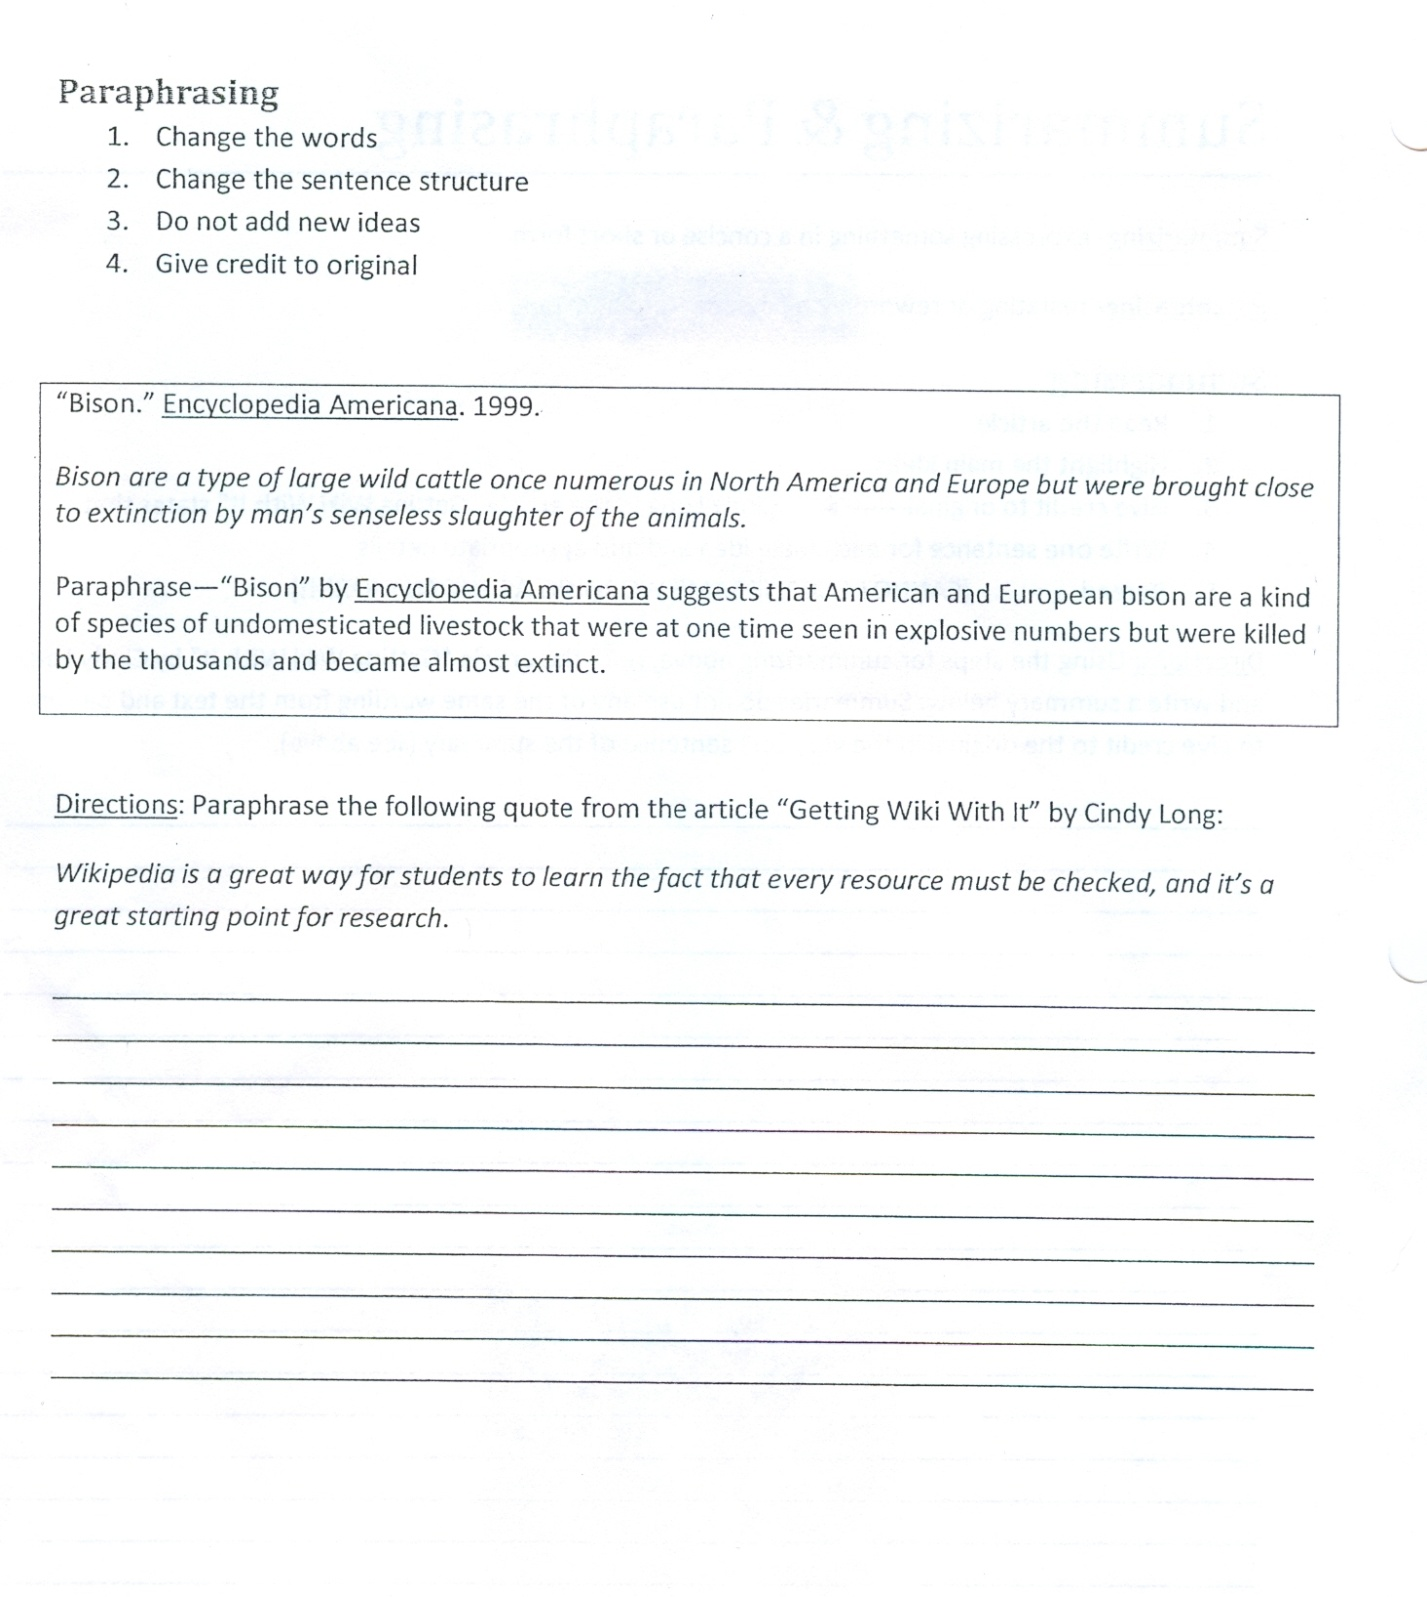 Paraphrasing
1. Change the words
2. Change the sentence structure
3. Do not add new ideas
4. Give credit to original
“Bison.” Encyclopedia Americana. 1999.
Bison are a type of large wild cattle once numerous in North America and Europe but were brought close
to extinction by man’s senseless slaughter of the animals.
Paraphrase—“Bison” by Encyclopedia Americana suggests that American and European bison are a kind
of species of undomesticated livestock that were at one time seen in explosive numbers but were killed
by the thousands and became almost extinct.
Directions: Paraphrase the following quote from the article “Getting Wiki With It” by Cindy Long:
Wikipedia is a great way for students to learn the fact that every resource must be checked, and it’s a
great starting point for research.